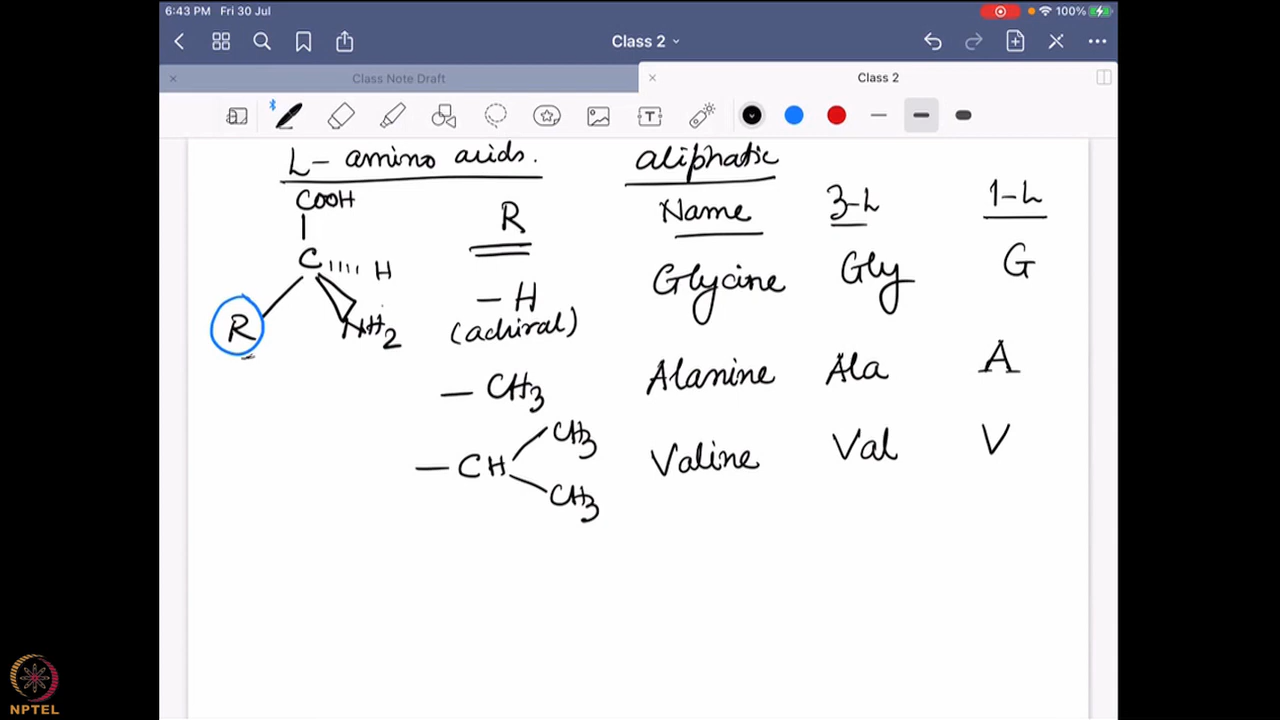 6:43 PM Fri 30 Jul
100%
Class 2
Class Note Draft
Class 2
T
L- amino acids. aliphatic
COOH R Name 3-L 1-L
C H
R NH2
-H Glycine Gly G
(achiral)
- CH3 Alanine Ala A
- CH CH3 CH3 Valine Val V
NPTEL